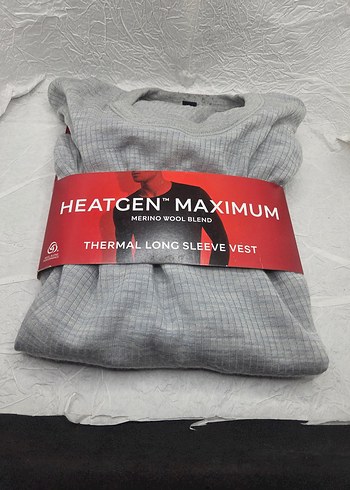 HEATGEN™ MAXIMUM
MERINO WOOL BLEND
THERMAL LONG SLEEVE VEST